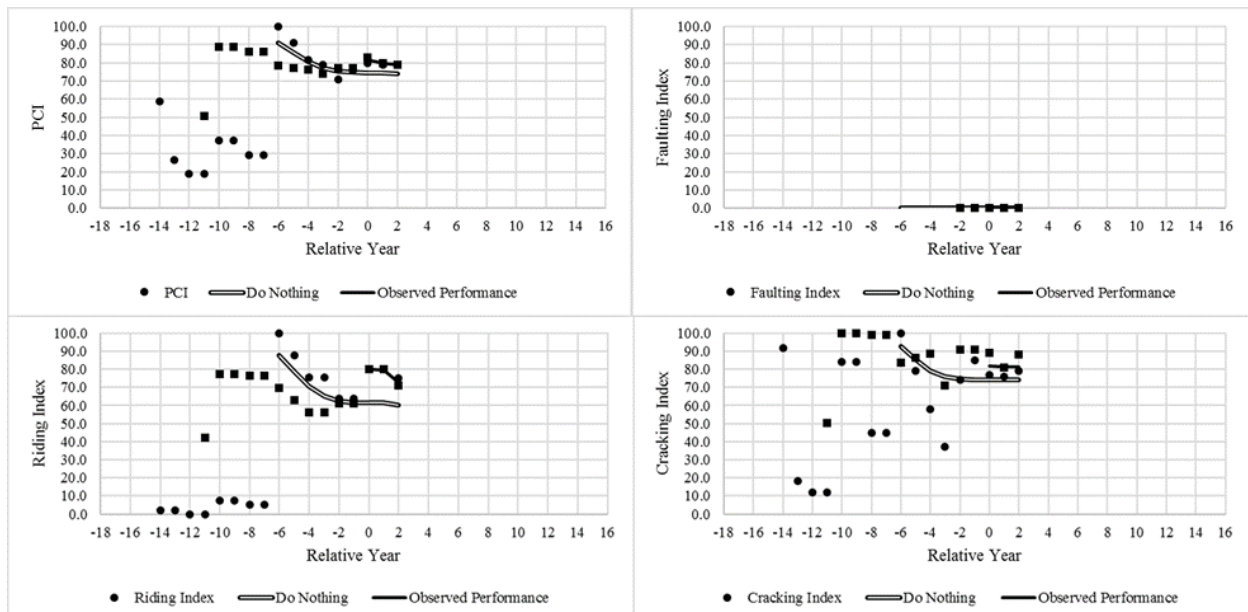 PCI
100.0
90.0
80.0
70.0
60.0
50.0
40.0
30.0
20.0
10.0
0.0
-18 -16 -14 -12 -10 -8 -6 -4 -2 0 2 4 6 8 10 12 14 16
Relative Year
PCI Do Nothing Observed Performance
Faulting Index
100.0
90.0
80.0
70.0
60.0
50.0
40.0
30.0
20.0
10.0
0.0
-18 -16 -14 -12 -10 -8 -6 -4 -2 0 2 4 6 8 10 12 14 16
Relative Year
Faulting Index Do Nothing Observed Performance
Riding Index
100.0
90.0
80.0
70.0
60.0
50.0
40.0
30.0
20.0
10.0
0.0
-18 -16 -14 -12 -10 -8 -6 -4 -2 0 2 4 6 8 10 12 14 16
Relative Year
Riding Index Do Nothing Observed Performance
Cracking Index
100.0
90.0
80.0
70.0
60.0
50.0
40.0
30.0
20.0
10.0
0.0
-18 -16 -14 -12 -10 -8 -6 -4 -2 0 2 4 6 8 10 12 14 16
Relative Year
Cracking Index Do Nothing Observed Performance